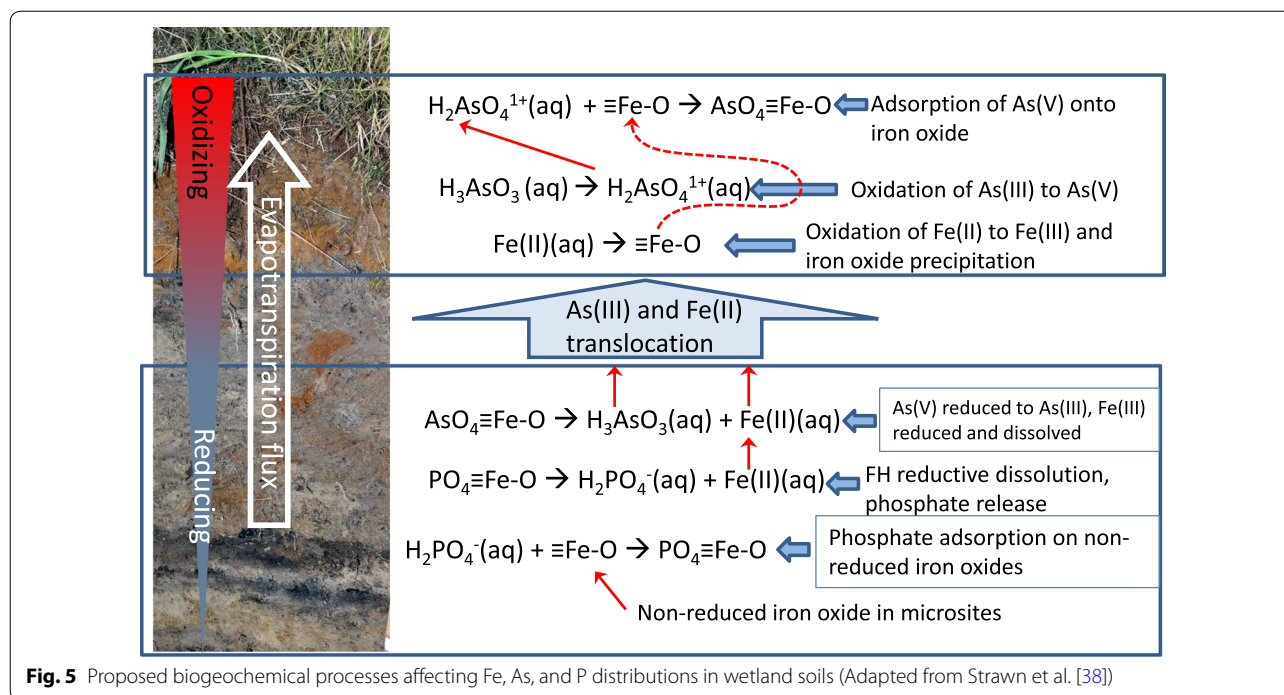 Oxidizing
Reducing
Evapotranspiration flux
H₂AsO₄¹⁺(aq) + ≡Fe-O → AsO₄≡Fe-O
Adsorption of As(V) onto
iron oxide
H₃AsO₃ (aq) → H₂AsO₄¹⁺(aq)
Oxidation of As(III) to As(V)
Fe(II)(aq) → ≡Fe-O
Oxidation of Fe(II) to Fe(III) and
iron oxide precipitation
As(III) and Fe(II)
translocation
AsO₄≡Fe-O → H₃AsO₃(aq) + Fe(II)(aq)
As(V) reduced to As(III), Fe(III)
reduced and dissolved
PO₄≡Fe-O → H₂PO₄⁻(aq) + Fe(II)(aq)
FH reductive dissolution,
phosphate release
H₂PO₄⁻(aq) + ≡Fe-O → PO₄≡Fe-O
Phosphate adsorption on non-
reduced iron oxides
Non-reduced iron oxide in microsites
Fig. 5 Proposed biogeochemical processes affecting Fe, As, and P distributions in wetland soils (Adapted from Strawn et al. [38])